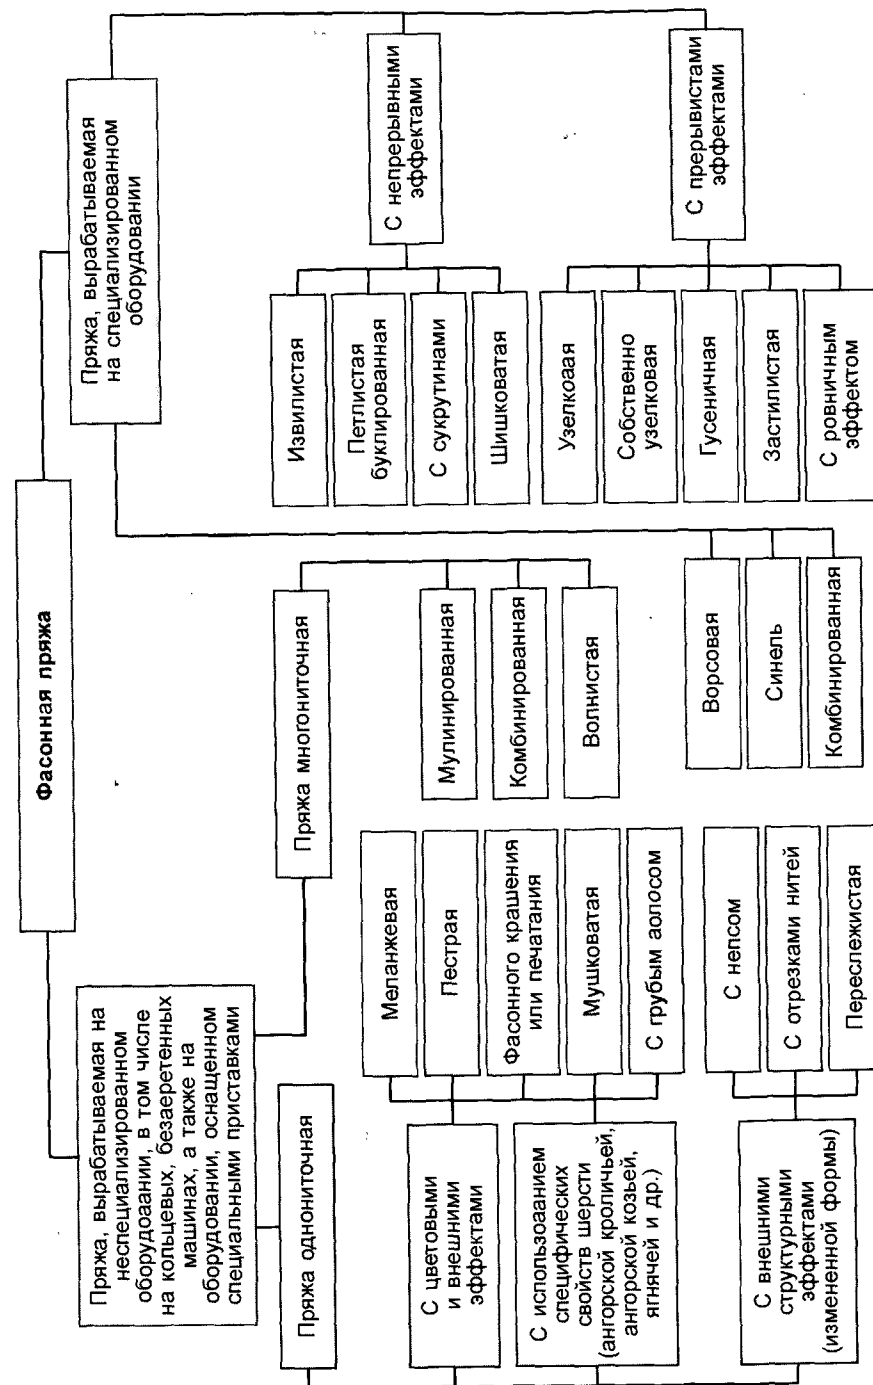 Фасонная пряжа
Пряжа, вырабатываемая на
неспециализированном
оборудоаании, в том числе
на кольцевых, безаеретенных
машинах, а также на
оборудовании, оснащенном
специальными приставками
Пряжа, вырабатываемая
на специализированном
оборудовании
Пряжа однониточная
Пряжа многониточная
С цветовыми
и внешними
эффектами
С использоаанием
специфических
свойств шерсти
(ангорской кроличьей,
ангорской козьей,
ягнячей и др.)
С внешними
структурными
эффектами
(измененной формы)
Меланжевая
Пестрая
Фасонного крашения
или печатания
Мушковатая
С грубым аолосом
С непсом
С отрезками нитей
Переслежистая
Мулинированная
Комбинированная
Волнистая
Ворсовая
Синель
Комбинированная
Извилистая
Петлистая
буклированная
С сукрутинами
Шишковатая
Узелкоаая
Собственно
узелковая
Гусеничная
Застилистая
С ровничным
эффектом
С непрерывными
эффектами
С прерывистами
эффектами